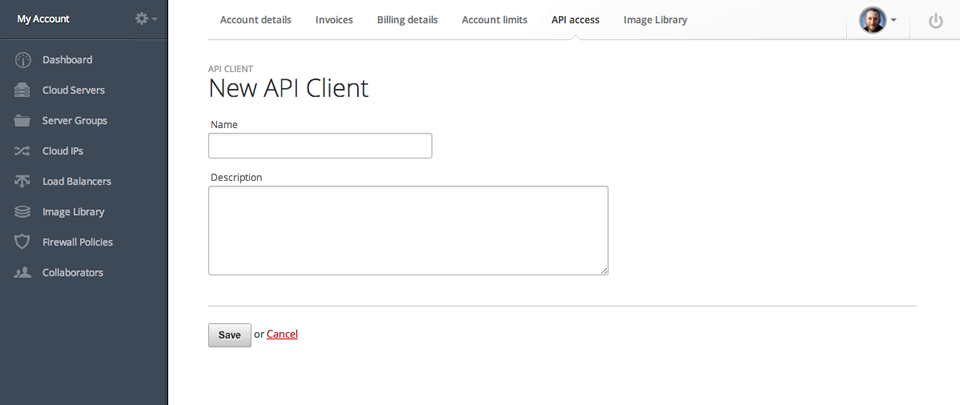 My Account
Account details Invoices Billing details Account limits API access Image Library
Dashboard
Cloud Servers
Server Groups
Cloud IPs
Load Balancers
Image Library
Firewall Policies
Collaborators
API CLIENT
New API Client
Name
Description
Save or Cancel